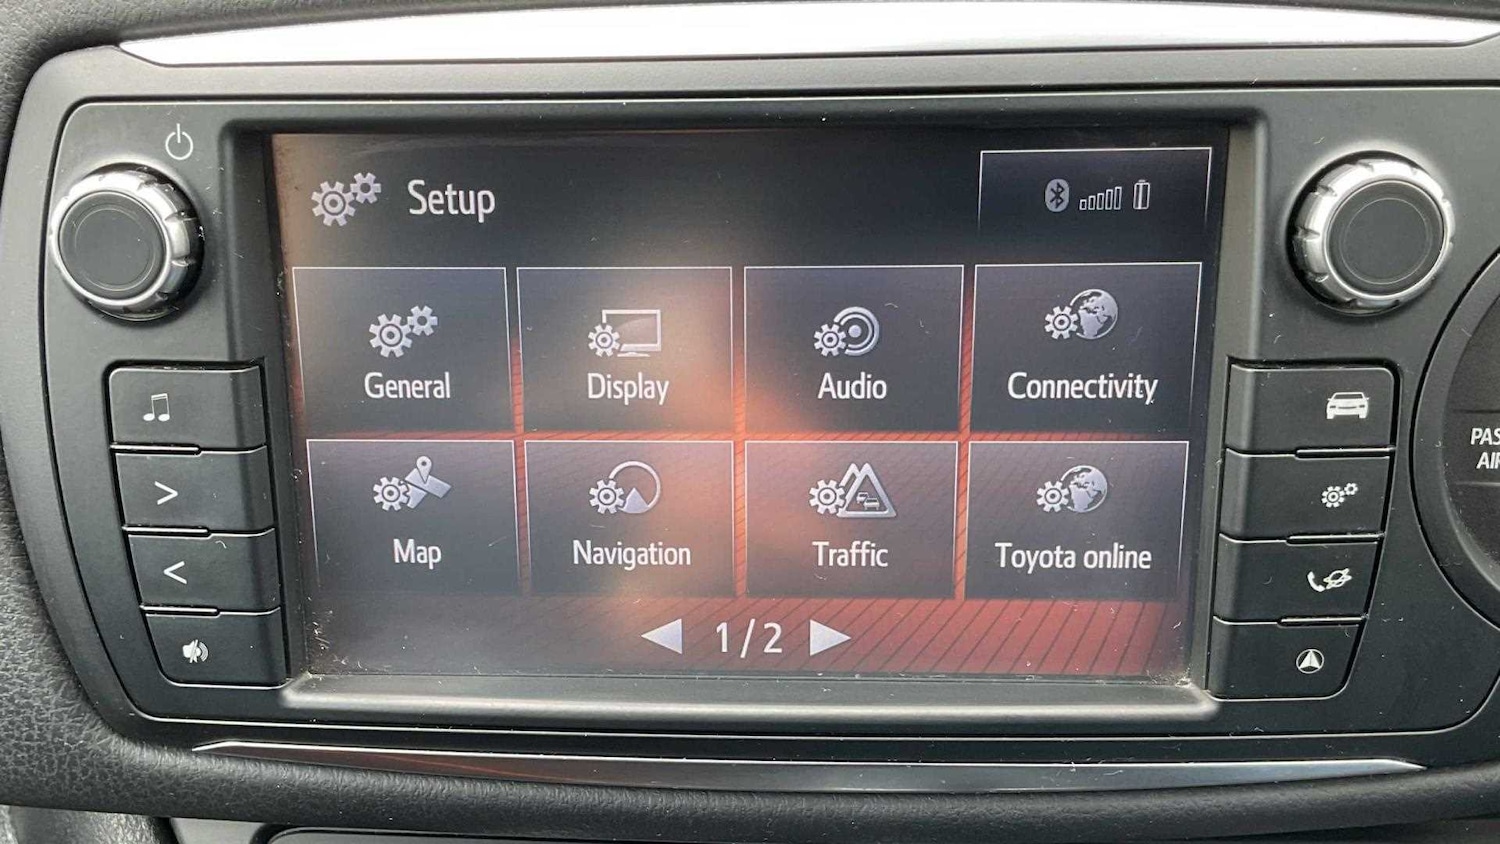 Setup
General
Display
Audio
Connectivity
Map
Navigation
Traffic
Toyota online
1/2
>
<